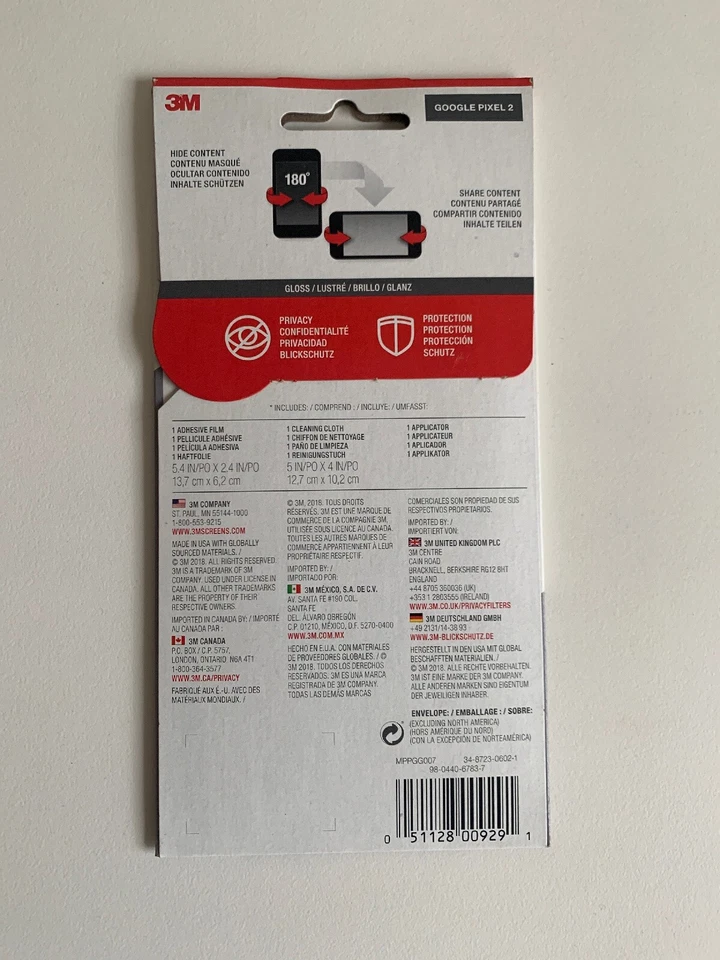 3M
GOOGLE PIXEL 2
HIDE CONTENT
CONTENU MASQUÉ
OCULTAR CONTENIDO
INHALTE SCHÜTZEN
180°
SHARE CONTENT
CONTENU PARTAGÉ
COMPARTIR CONTENIDO
INHALTE TEILEN
GLOSS / LUSTRÉ / BRILLO / GLANZ
PRIVACY
CONFIDENTIALITÉ
PRIVACIDAD
BLICKSCHUTZ
PROTECTION
PROTECTION
PROTECCIÓN
SCHUTZ
* INCLUDES: / COMPREND : / INCLUYE: / UMFASST:
1 ADHESIVE FILM
1 PELLICULE ADHÉSIVE
1 PELÍCULA ADHESIVA
1 HAFTFOLIE
5.4 IN/PO X 2.4 IN/PO
13,7 cm x 6,2 cm
1 CLEANING CLOTH
1 CHIFFON DE NETTOYAGE
1 PAÑO DE LIMPIEZA
1 REINIGUNGSTUCH
5 IN/PO X 4 IN/PO
12,7 cm x 10,2 cm
1 APPLICATOR
1 APPLICATEUR
1 APLICADOR
1 APPLIKATOR
3M COMPANY
ST. PAUL, MN 55144-1000
1-800-553-9215
WWW.3MSCREENS.COM
MADE IN USA WITH GLOBALLY
SOURCED MATERIALS. /
© 3M 2018. ALL RIGHTS RESERVED.
3M IS A TRADEMARK OF 3M
COMPANY. USED UNDER LICENSE IN
CANADA. ALL OTHER TRADEMARKS
ARE THE PROPERTY OF THEIR
RESPECTIVE OWNERS.
IMPORTED IN CANADA BY: / IMPORTÉ
AU CANADA PAR :
3M CANADA
P.O. BOX / C.P. 5757,
LONDON, ONTARIO N6A 4T1
1-800-364-3577
WWW.3M.CA/PRIVACY
FABRIQUÉ AUX É.-U. AVEC DES
MATÉRIAUX MONDIAUX. /
© 3M, 2018. TOUS DROITS
RÉSERVÉS. 3M EST UNE MARQUE DE
COMMERCE DE LA COMPAGNIE 3M,
UTILISÉE SOUS LICENCE AU CANADA.
TOUTES LES AUTRES MARQUES DE
COMMERCE APPARTIENNENT À LEUR
PROPRIÉTAIRE RESPECTIF.
IMPORTED BY: /
IMPORTADO POR:
3M MÉXICO, S.A. DE C.V.
AV. SANTA FE #190 COL.
SANTA FE
DEL. ÁLVARO OBREGÓN
C.P. 01210, MÉXICO, D.F. 5270-0400
WWW.3M.COM.MX
HECHO EN E.U.A. CON MATERIALES
DE PROVEEDORES GLOBALES. / ©
3M 2018. TODOS LOS DERECHOS
RESERVADOS. 3M ES UNA MARCA
REGISTRADA DE 3M COMPANY.
TODAS LAS DEMÁS MARCAS
COMERCIALES SON PROPIEDAD DE SUS
RESPECTIVOS PROPIETARIOS.
IMPORTED BY: /
IMPORTIERT VON:
3M UNITED KINGDOM PLC
3M CENTRE
CAIN ROAD
BRACKNELL, BERKSHIRE RG12 8HT
ENGLAND
+44 8705 360036 (UK)
+353 1 2803555 (IRELAND)
WWW.3M.CO.UK/PRIVACYFILTERS
3M DEUTSCHLAND GMBH
+49 2131/14-38 93
WWW.3M-BLICKSCHUTZ.DE
HERGESTELLT IN DEN USA MIT GLOBAL
BESCHAFFTEN MATERIALIEN. /
© 3M 2018. ALLE RECHTE VORBEHALTEN.
3M IST EINE MARKE DER 3M COMPANY.
ALLE ANDEREN MARKEN SIND EIGENTUM
DER JEWEILIGEN INHABER.
ENVELOPE: / EMBALLAGE : / SOBRE:
(EXCLUDING NORTH AMERICA)
(HORS AMÉRIQUE DU NORD)
(CON LA EXCEPCIÓN DE NORTEAMÉRICA)
MPPGG007 34-8723-0602-1
98-0440-6783-7
0 51128 00929 1